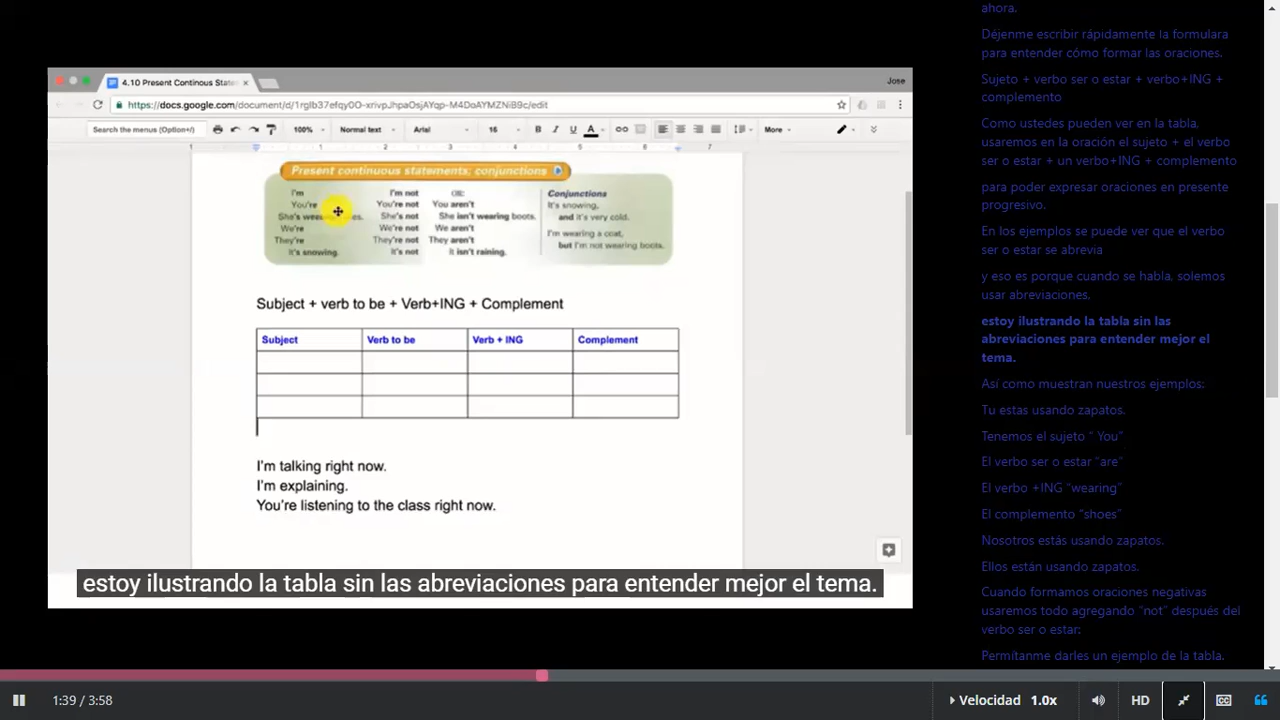 4.10 Present Continous State
Jose
https://docs.google.com/document/d/1rgIb37efqy0O-xrivpJhpaOsjAYqp-M4DoAYMZNiB9c/edit
Search the menus (Option+/)
100%
Normal text
Arial
16
B I U A
More
1 1 2 3 4 5 6 7
Present continuous statements; conjunctions
I'm I'm not OR: Conjunctions
You're You're not You aren't It's snowing,
She's She's not She isn't wearing boots. and it's very cold.
We're We're not We aren't I'm wearing a coat,
They're They're not They aren't but I'm not wearing boots.
It's snowing. It's not It isn't raining.
Subject + verb to be + Verb+ING + Complement
Subject Verb to be Verb + ING Complement
I'm talking right now.
I'm explaining.
You're listening to the class right now.
estoy ilustrando la tabla sin las abreviaciones para entender mejor el tema.
ahora.
Déjenme escribir rápidamente la formulara
para entender cómo formar las oraciones.
Sujeto + verbo ser o estar + verbo+ING +
complemento
Como ustedes pueden ver en la tabla,
usaremos en la oración el sujeto + el verbo
ser o estar + un verbo+ING + complemento
para poder expresar oraciones en presente
progresivo.
En los ejemplos se puede ver que el verbo
ser o estar se abrevia
y eso es porque cuando se habla, solemos
usar abreviaciones,
estoy ilustrando la tabla sin las
abreviaciones para entender mejor el
tema.
Así como muestran nuestros ejemplos:
Tu estas usando zapatos.
Tenemos el sujeto " You"
El verbo ser o estar "are"
El verbo +ING "wearing"
El complemento "shoes"
Nosotros estás usando zapatos.
Ellos están usando zapatos.
Cuando formamos oraciones negativas
usaremos todo agregando "not" después del
verbo ser o estar:
Permítanme darles un ejemplo de la tabla.
1:39 / 3:58
Velocidad 1.0x
HD
CC